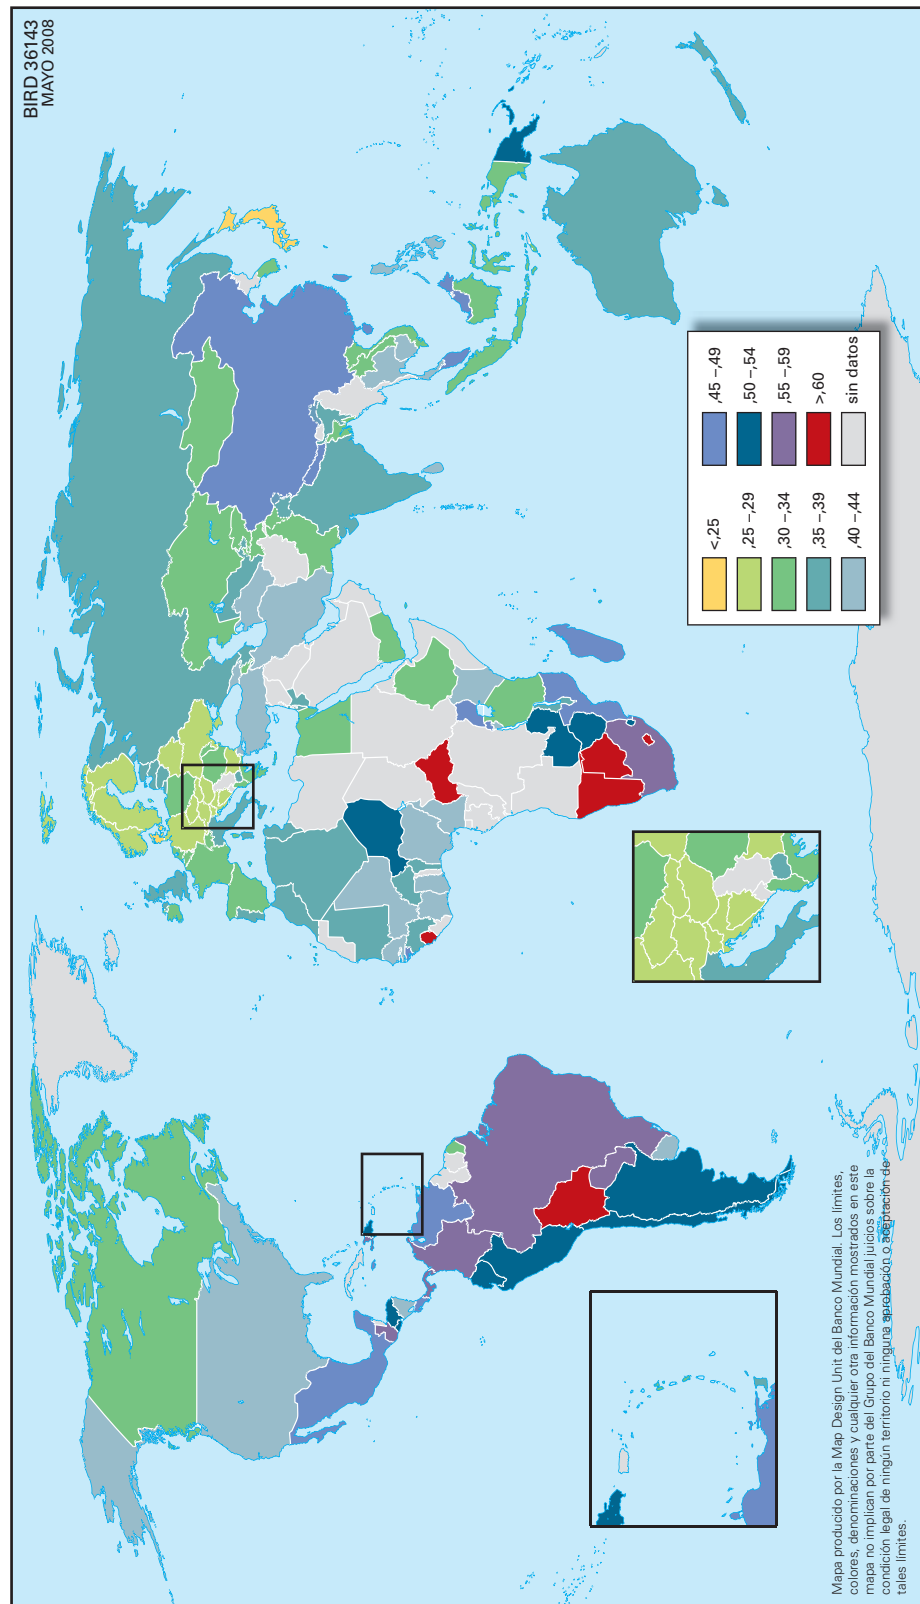 BIRD 36143
MAYO 2008
<,25
,25 –,29
,30 –,34
,35 –,39
,40 –,44
,45 –,49
,50 –,54
,55 –,59
>,60
sin datos
Mapa producido por la Map Design Unit del Banco Mundial. Los límites,
colores, denominaciones y cualquier otra información mostrados en este
mapa no implican por parte del Grupo del Banco Mundial juicios sobre la
condición legal de ningún territorio ni ninguna aprobación o aceptación de
tales límites.